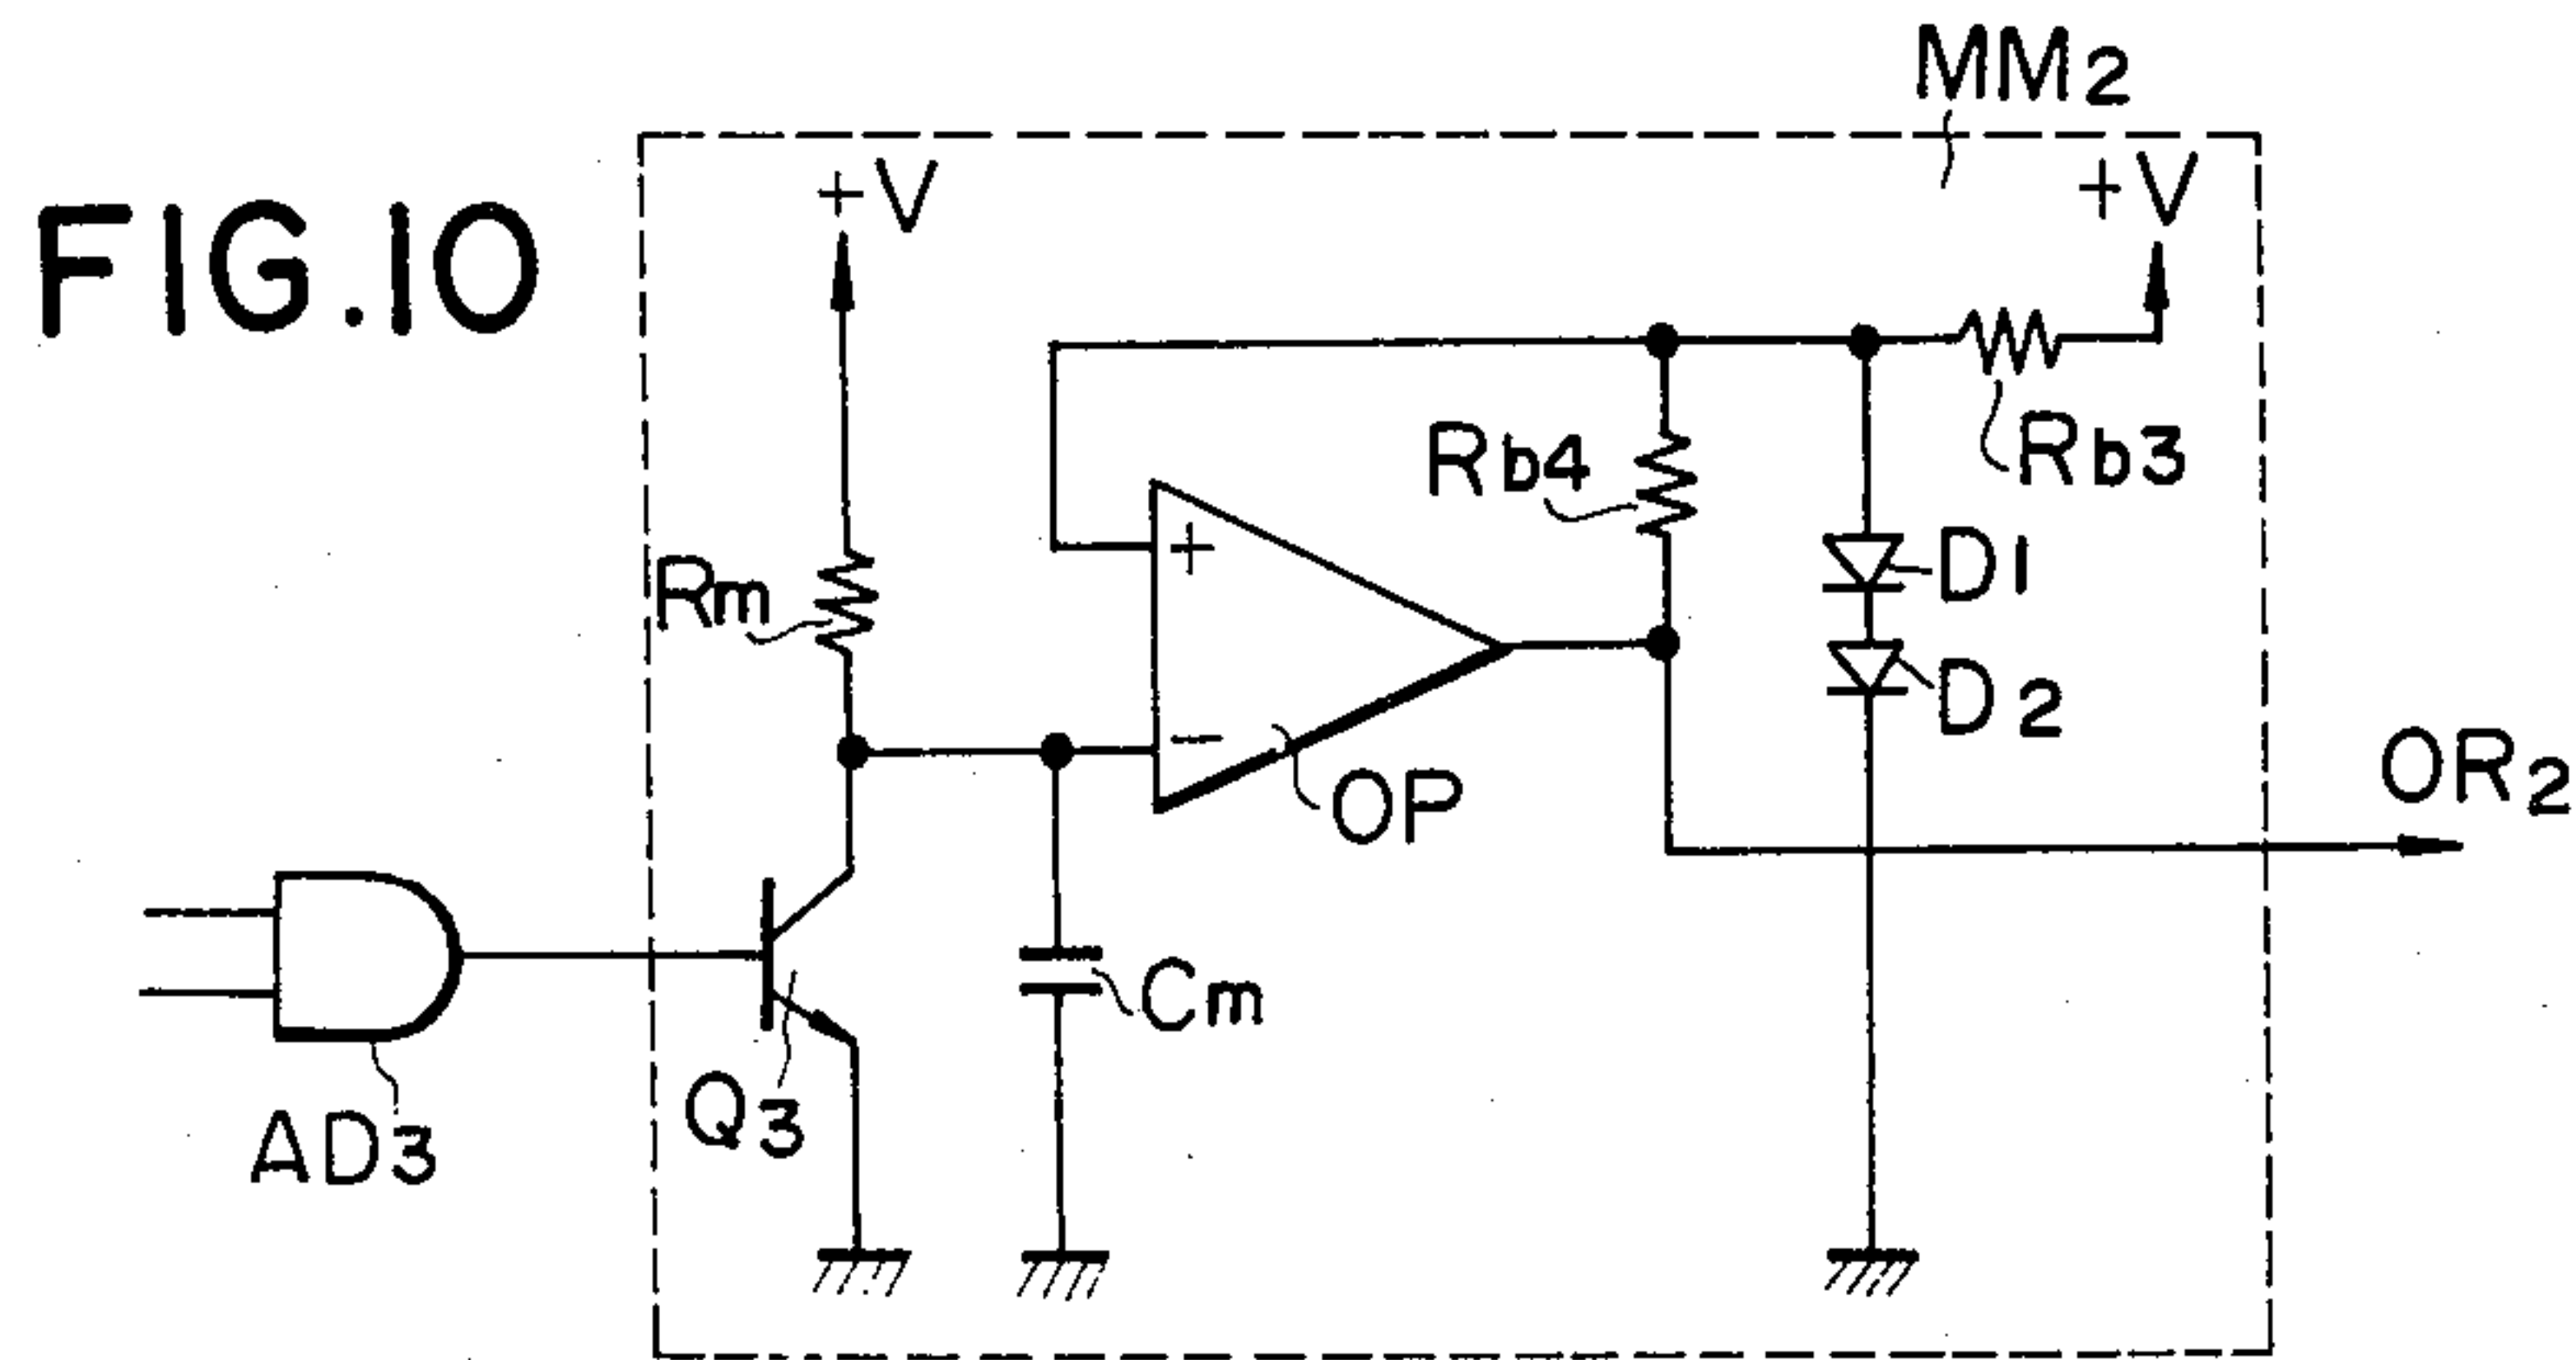 FIG.10
MM2
+V
+V
Rb3
Rb4
Rm
D1
+
D2
−
OP
OR2
Cm
Q3
AD3